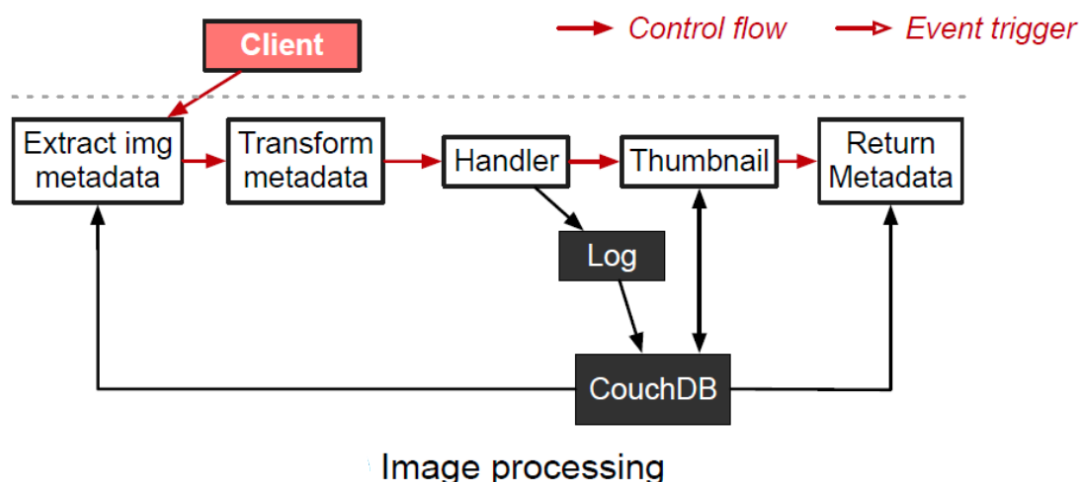 Client
Control flow
Event trigger
Extract img
metadata
Transform
metadata
Handler
Thumbnail
Return
Metadata
Log
CouchDB
Image processing